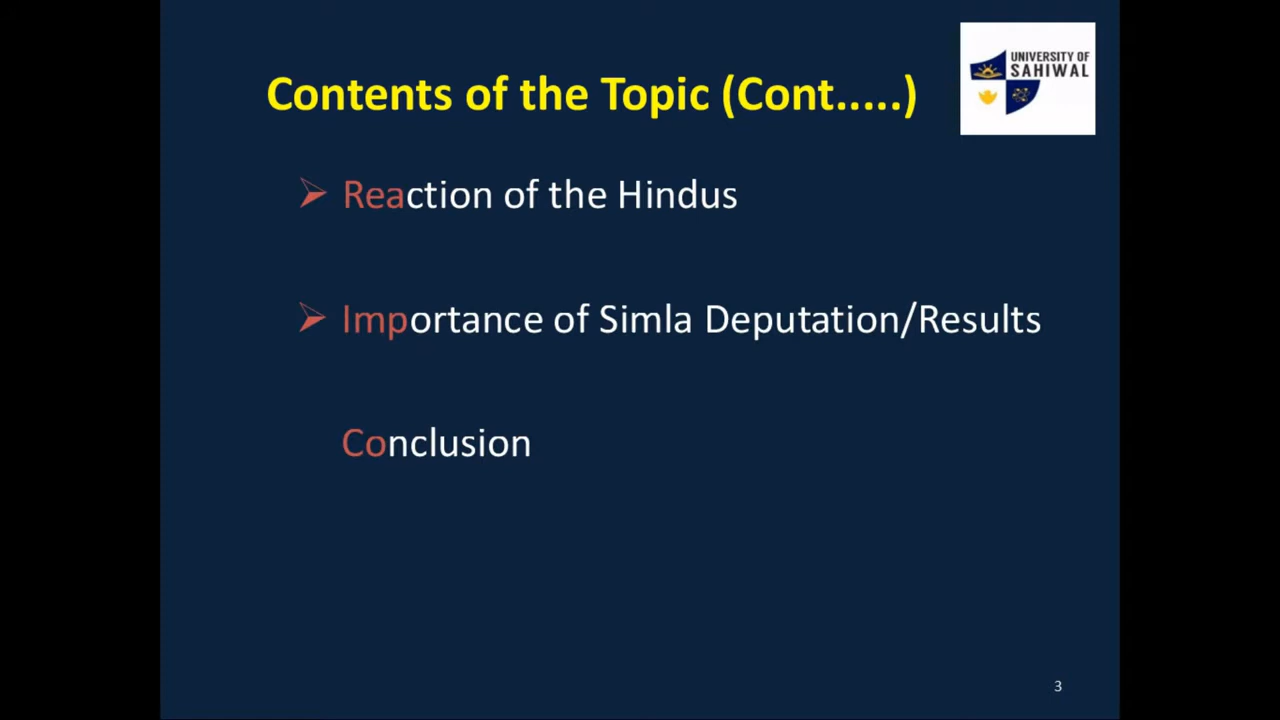 Contents of the Topic (Cont.....)
UNIVERSITY OF
SAHIWAL
➢ Reaction of the Hindus
➢ Importance of Simla Deputation/Results
Conclusion
3